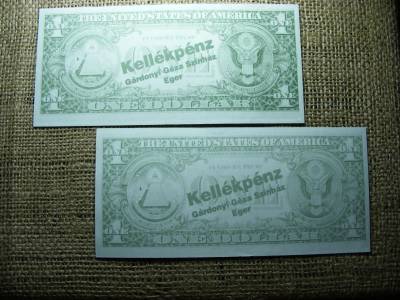 THE UNITED STATES OF AMERICA
Kellékpénz
Gárdonyi Géza Színház
Eger
ONE DOLLAR
THE UNITED STATES OF AMERICA
Kellékpénz
Gárdonyi Géza Színház
Eger
ONE DOLLAR